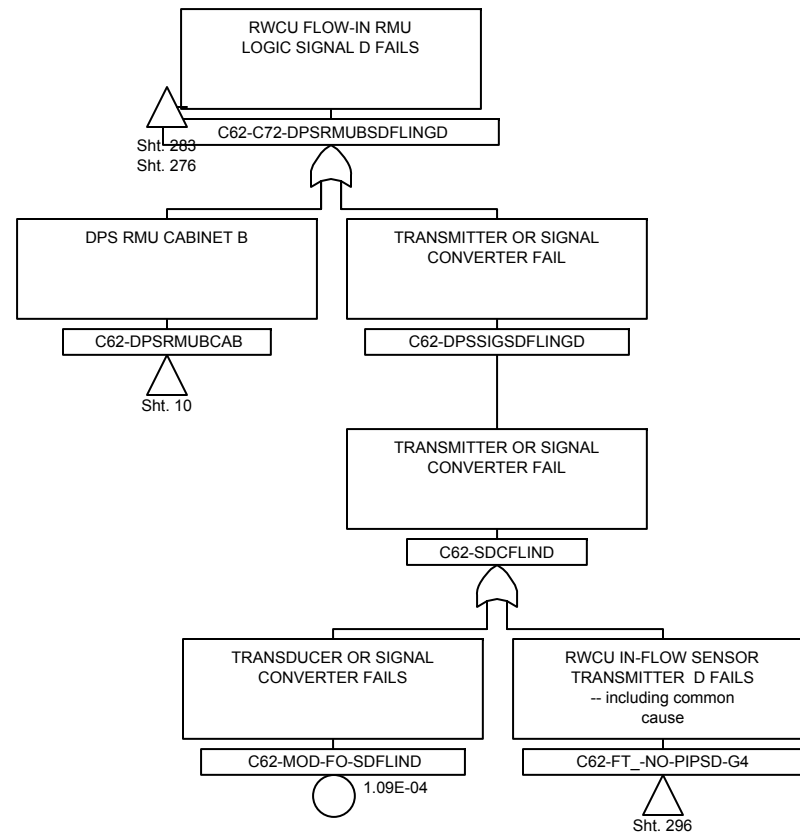 RWCU FLOW-IN RMU
LOGIC SIGNAL D FAILS
C62-C72-DPSRMUBSDFLINGD
Sht. 283
Sht. 276
DPS RMU CABINET B
C62-DPSRMUBCAB
Sht. 10
TRANSMITTER OR SIGNAL
CONVERTER FAIL
C62-DPSSIGSDFLINGD
TRANSMITTER OR SIGNAL
CONVERTER FAIL
C62-SDCFLIND
TRANSDUCER OR SIGNAL
CONVERTER FAILS
C62-MOD-FO-SDFLIND
1.09E-04
RWCU IN-FLOW SENSOR
TRANSMITTER D FAILS
-- including common
cause
C62-FT_-NO-PIPSD-G4
Sht. 296